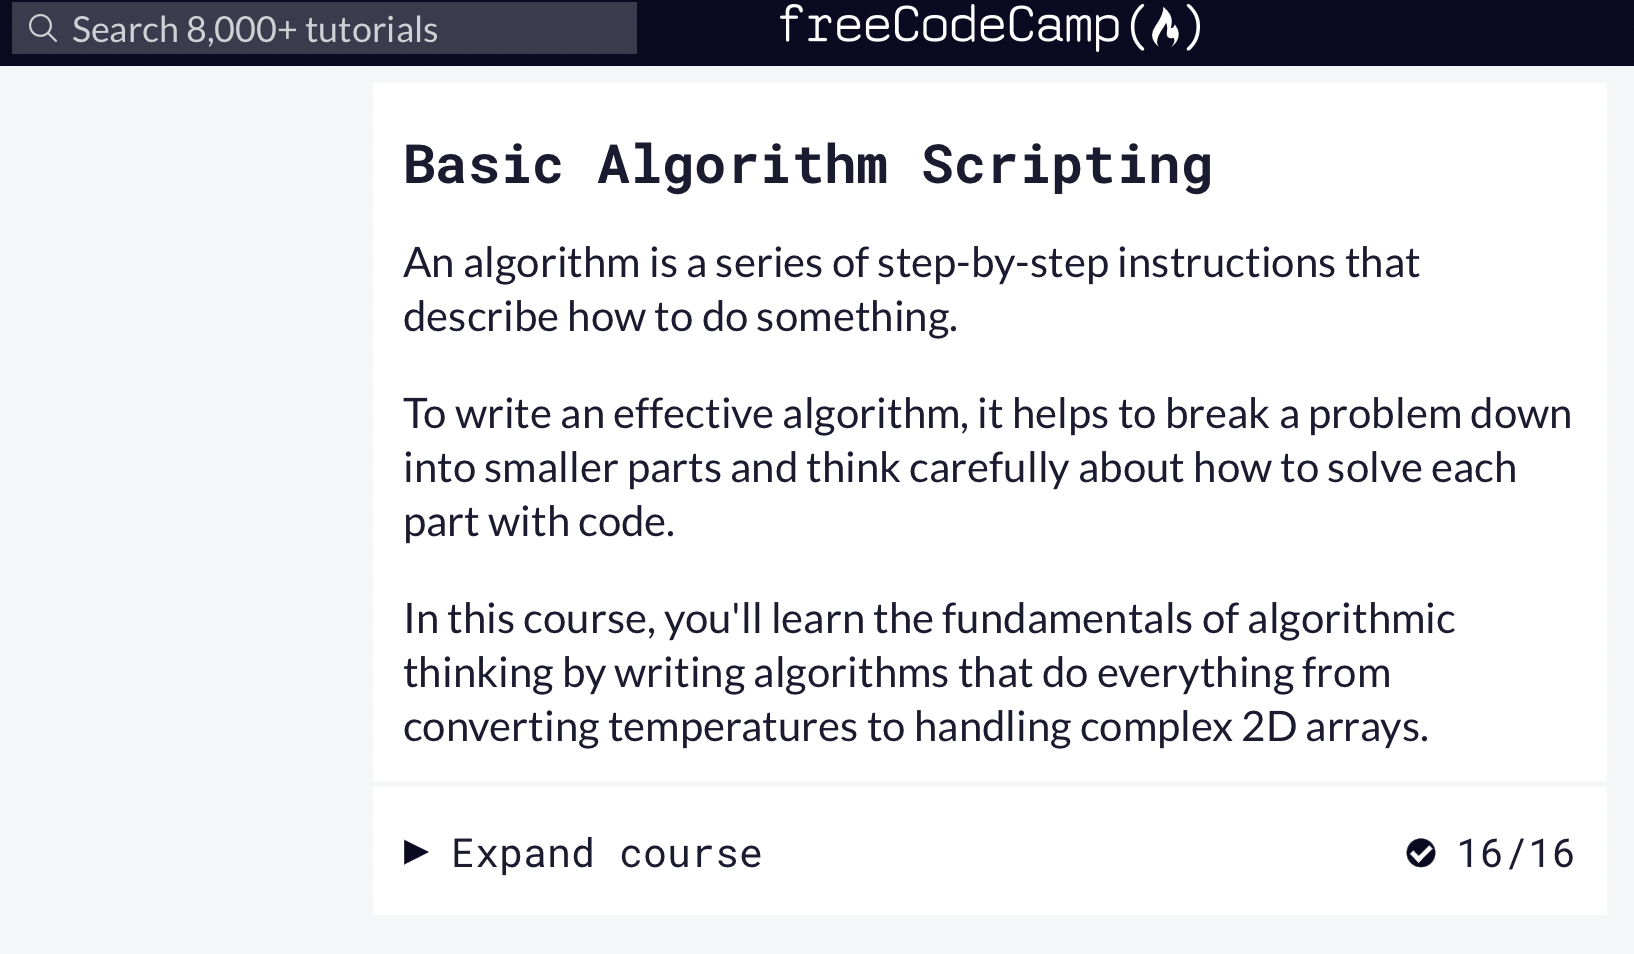 Search 8,000+ tutorials
freeCodeCamp(🔥)
Basic Algorithm Scripting
An algorithm is a series of step-by-step instructions that
describe how to do something.
To write an effective algorithm, it helps to break a problem down
into smaller parts and think carefully about how to solve each
part with code.
In this course, you'll learn the fundamentals of algorithmic
thinking by writing algorithms that do everything from
converting temperatures to handling complex 2D arrays.
Expand course
16/16